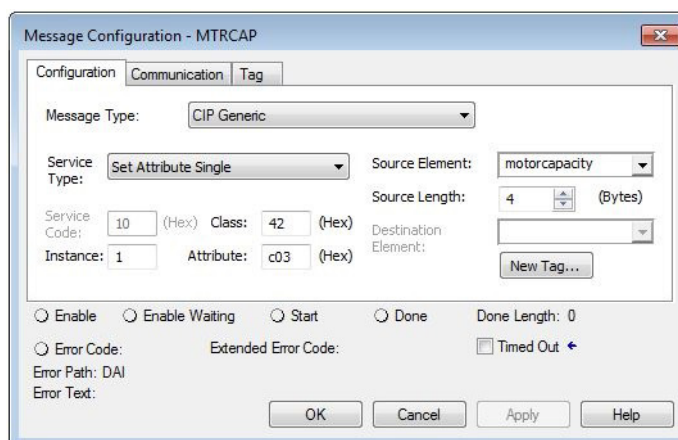 Message Configuration - MTRCAP
Configuration Communication Tag
Message Type: CIP Generic
Service Type: Set Attribute Single
Source Element: motorcapacity
Source Length: 4 (Bytes)
Service Code: 10 (Hex) Class: 42 (Hex)
Destination Element:
Instance: 1 Attribute: c03 (Hex)
New Tag...
Enable Enable Waiting Start Done Done Length: 0
Error Code: Extended Error Code: Timed Out
Error Path: DAI
Error Text:
OK Cancel Apply Help